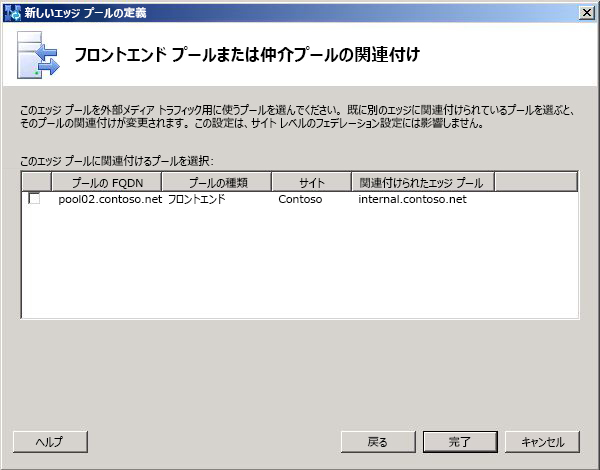 新しいエッジ プールの定義
フロントエンド プールまたは仲介プールの関連付け
このエッジ プールを外部メディア トラフィック用に使うプールを選んでください。既に別のエッジに関連付けられているプールを選ぶと、
そのプールの関連付けが変更されます。この設定は、サイト レベルのフェデレーション設定には影響しません。
このエッジ プールに関連付けるプールを選択:
プールの FQDN プールの種類 サイト 関連付けられたエッジ プール
pool02.contoso.net フロントエンド Contoso internal.contoso.net
ヘルプ 戻る 完了 キャンセル